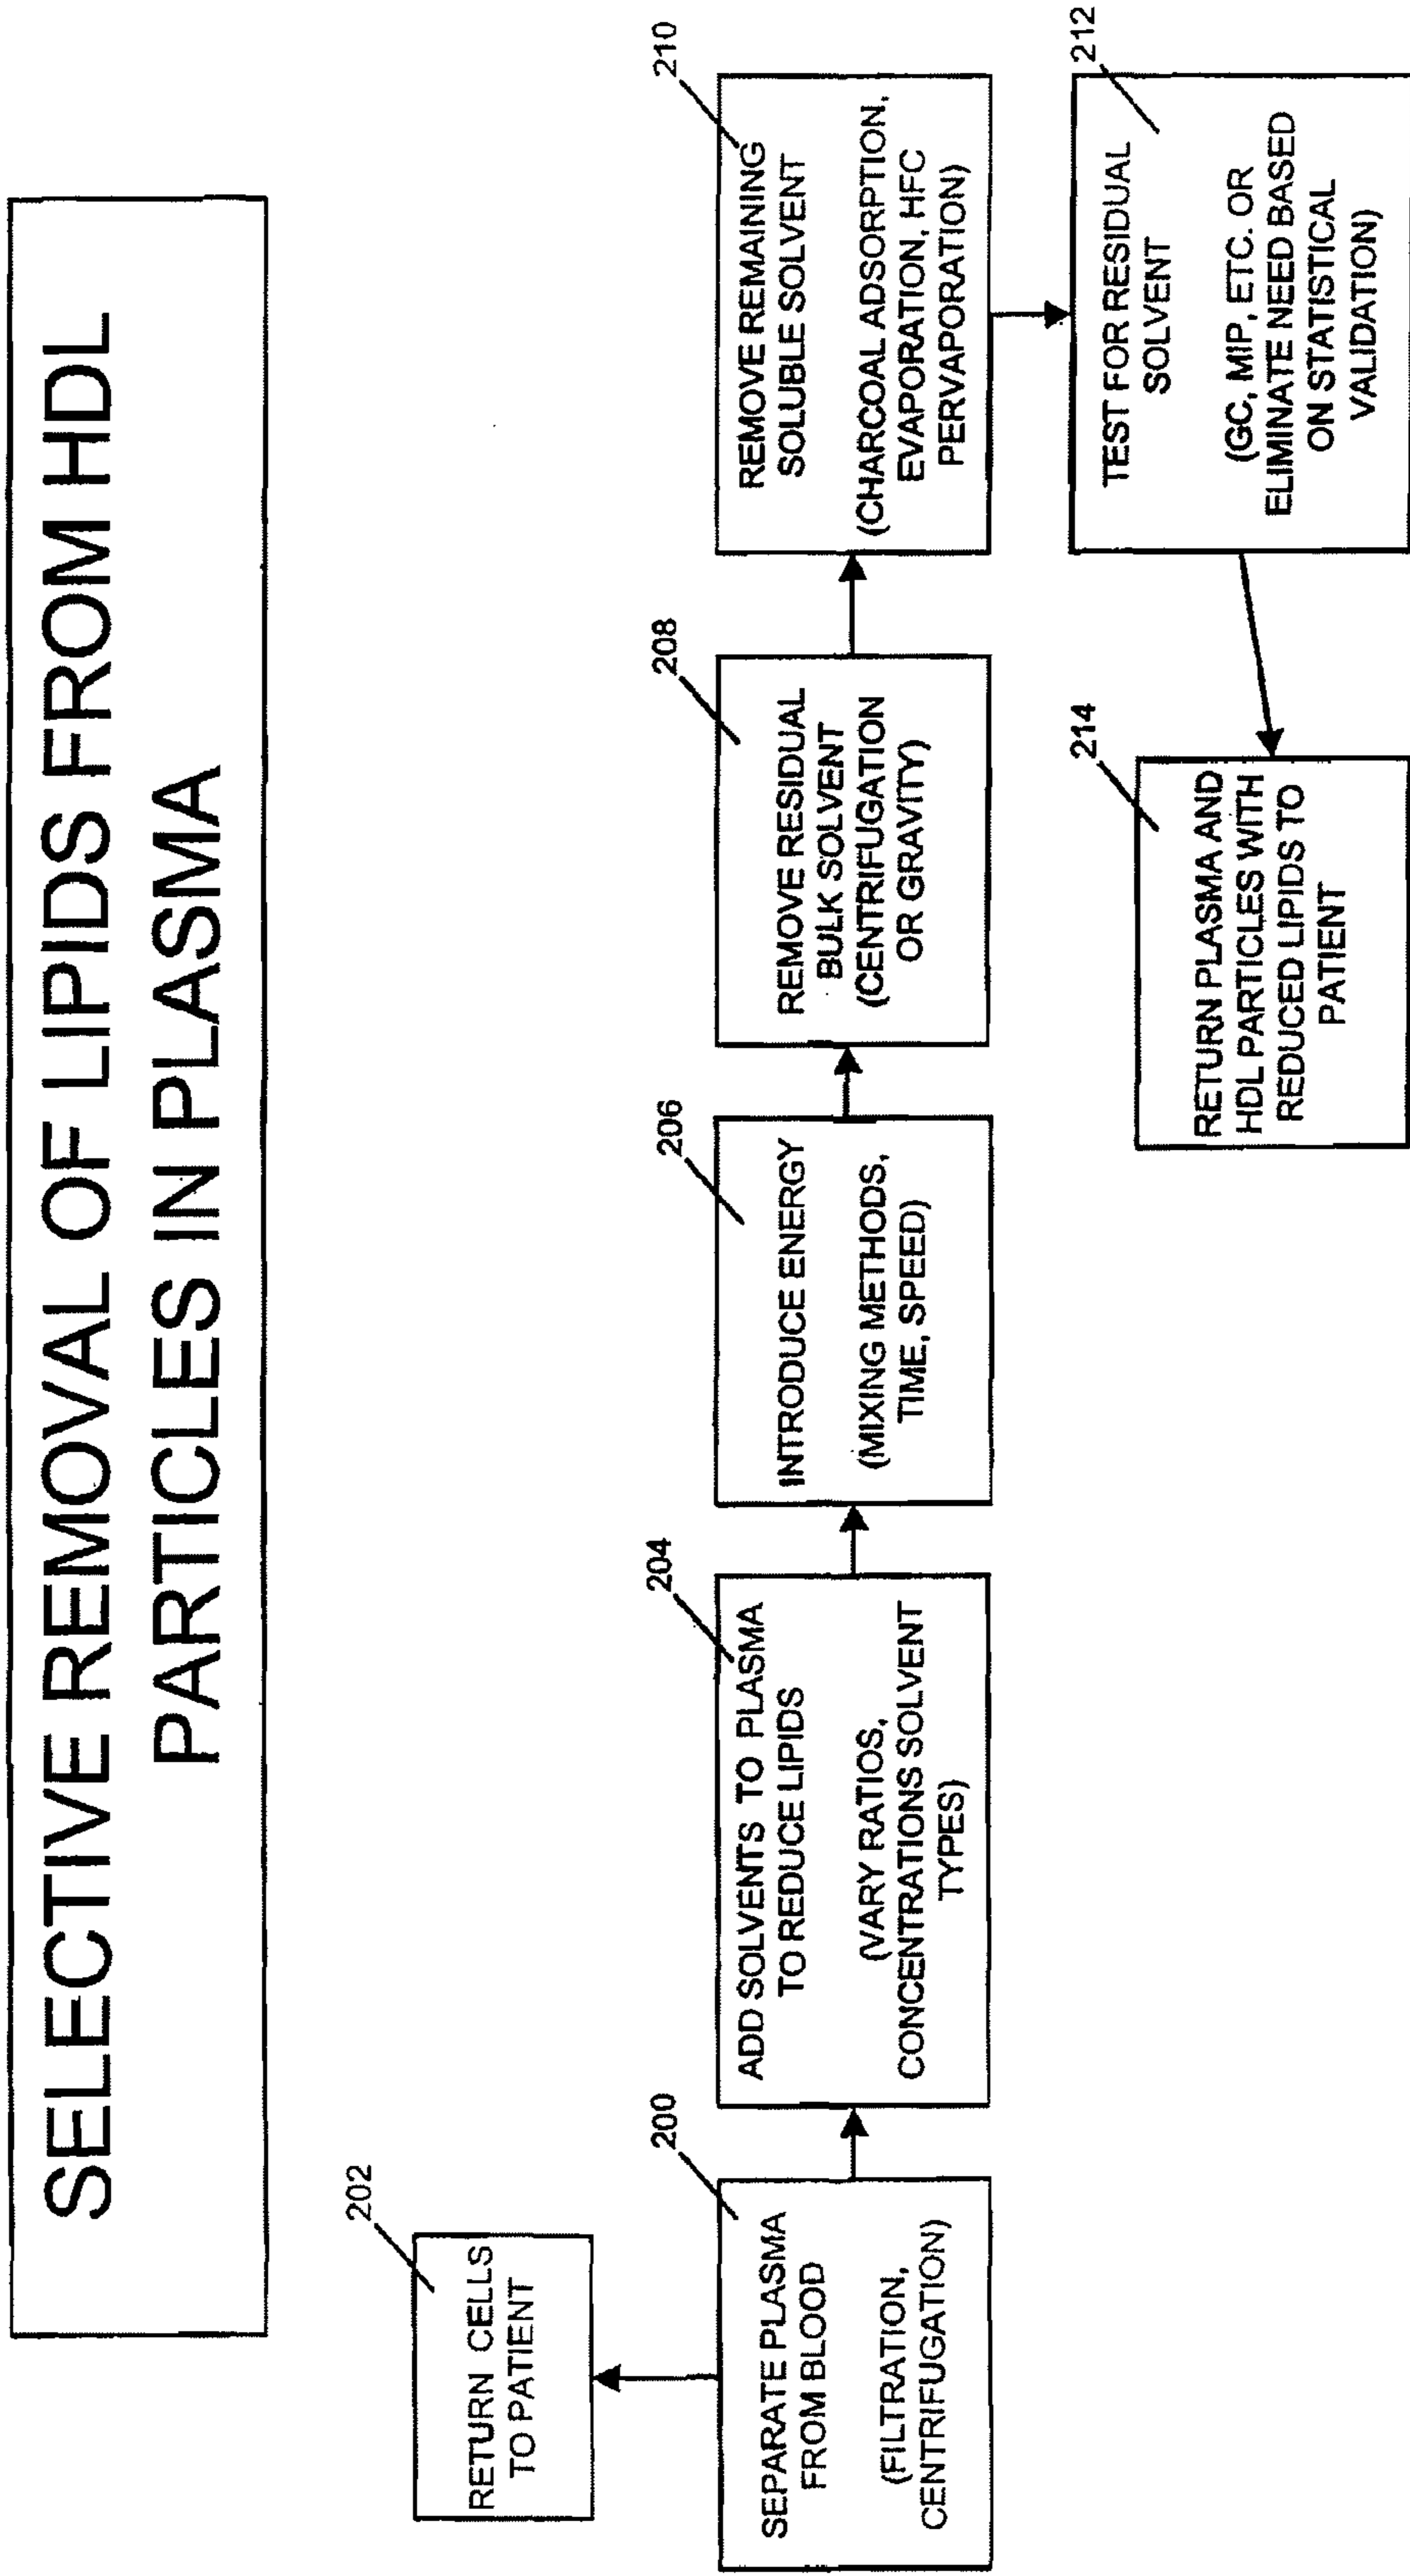 SELECTIVE REMOVAL OF LIPIDS FROM HDL
PARTICLES IN PLASMA
202
RETURN CELLS
TO PATIENT
200
SEPARATE PLASMA
FROM BLOOD
(FILTRATION,
CENTRIFUGATION)
204
ADD SOLVENTS TO PLASMA
TO REDUCE LIPIDS
(VARY RATIOS,
CONCENTRATIONS SOLVENT
TYPES)
206
INTRODUCE ENERGY
(MIXING METHODS,
TIME, SPEED)
208
REMOVE RESIDUAL
BULK SOLVENT
(CENTRIFUGATION
OR GRAVITY)
210
REMOVE REMAINING
SOLUBLE SOLVENT
(CHARCOAL ADSORPTION,
EVAPORATION, HFC
PERVAPORATION)
212
TEST FOR RESIDUAL
SOLVENT
(GC, MIP, ETC. OR
ELIMINATE NEED BASED
ON STATISTICAL
VALIDATION)
214
RETURN PLASMA AND
HDL PARTICLES WITH
REDUCED LIPIDS TO
PATIENT